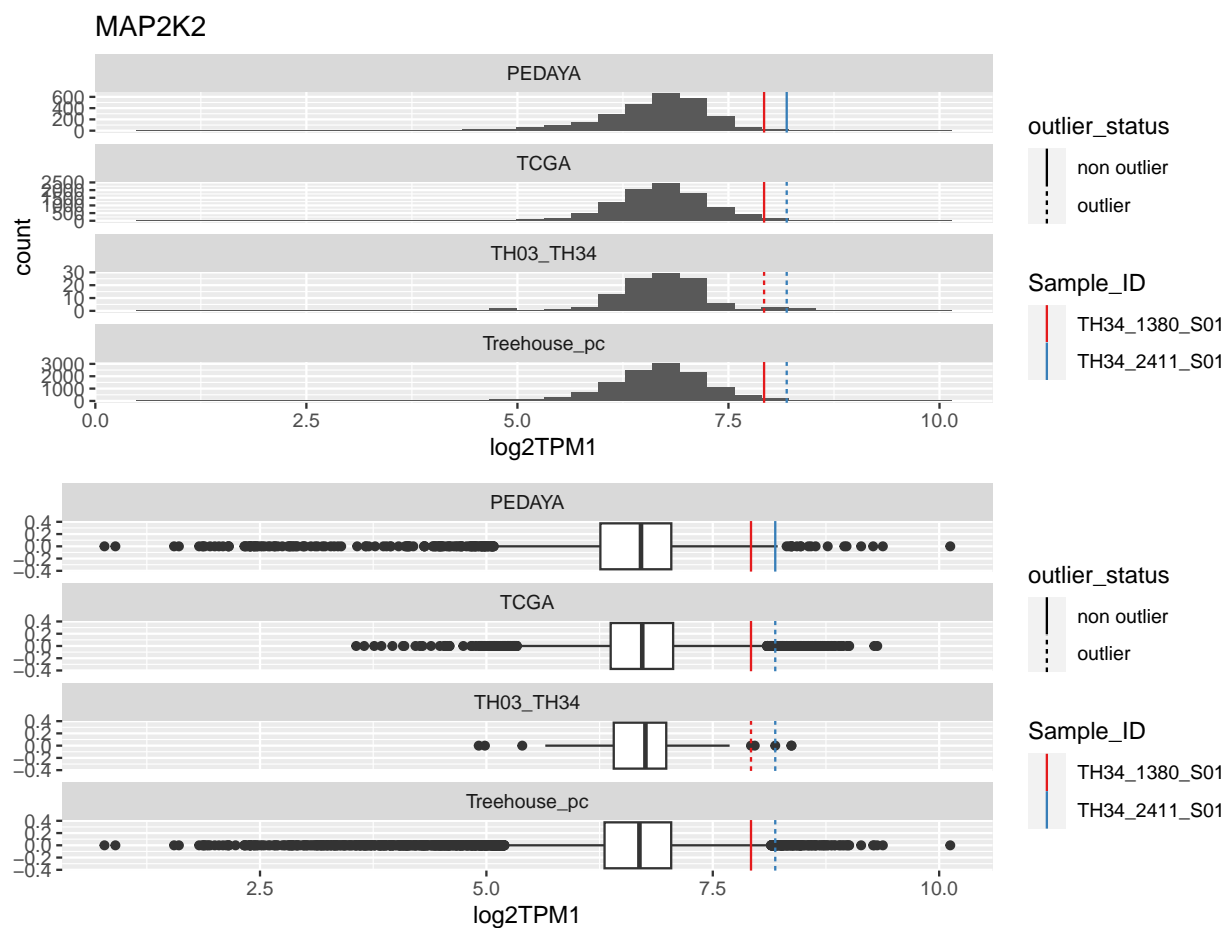 MAP2K2
PEDAYA
600
400
200
0
TCGA
2500
2000
1500
1000
500
0
TH03_TH34
30
20
10
0
Treehouse_pc
3000
2000
1000
0
0.0 2.5 5.0 7.5 10.0
log2TPM1
count
outlier_status
non outlier
outlier
Sample_ID
TH34_1380_S01
TH34_2411_S01
PEDAYA
0.4
0.2
0.0
−0.2
−0.4
TCGA
0.4
0.2
0.0
−0.2
−0.4
TH03_TH34
0.4
0.2
0.0
−0.2
−0.4
Treehouse_pc
0.4
0.2
0.0
−0.2
−0.4
2.5 5.0 7.5 10.0
log2TPM1
outlier_status
non outlier
outlier
Sample_ID
TH34_1380_S01
TH34_2411_S01